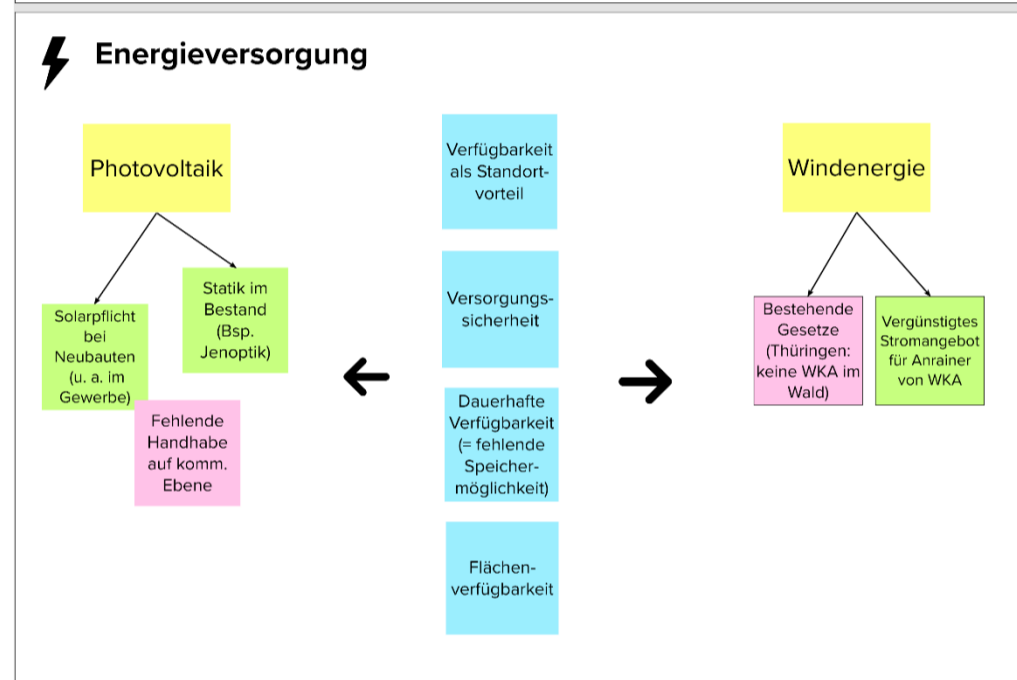 Energieversorgung
Photovoltaik
Solarpflicht
bei
Neubauten
(u. a. im
Gewerbe)
Statik im
Bestand
(Bsp.
Jenoptik)
Fehlende
Handhabe
auf komm.
Ebene
Verfügbarkeit
als Standort-
vorteil
Versorgungs-
sicherheit
Dauerhafte
Verfügbarkeit
(= fehlende
Speicher-
möglichkeit)
Flächen-
verfügbarkeit
Windenergie
Bestehende
Gesetze
(Thüringen:
keine WKA im
Wald)
Vergünstigtes
Stromangebot
für Anrainer
von WKA